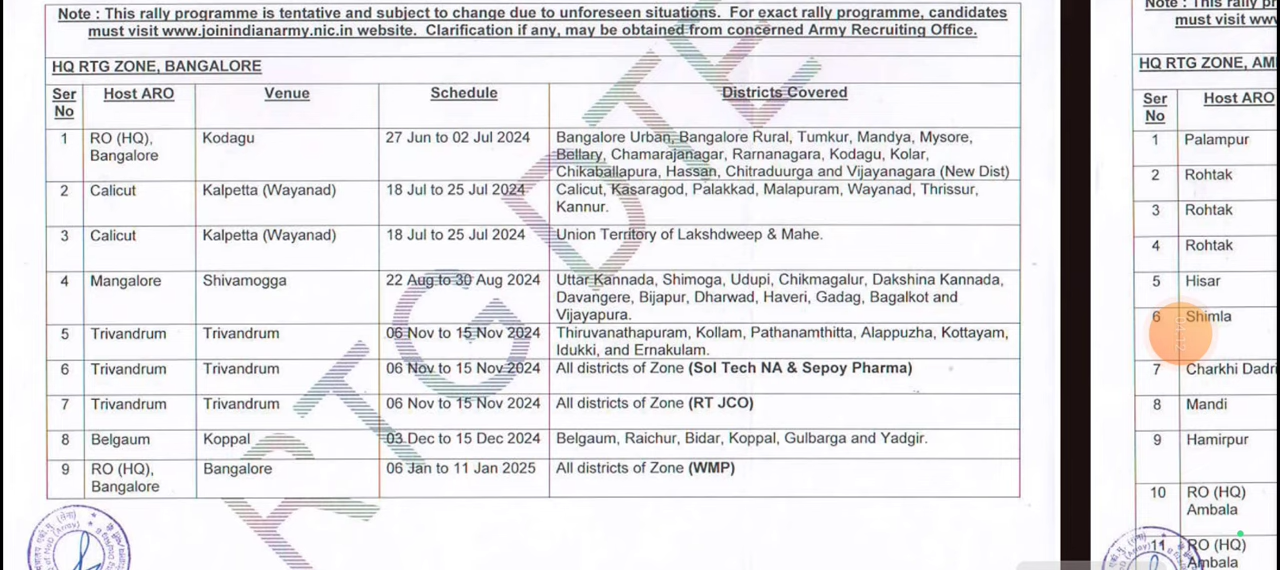 Note : This rally programme is tentative and subject to change due to unforeseen situations. For exact rally programme, candidates
must visit www.joinindianarmy.nic.in website. Clarification if any, may be obtained from concerned Army Recruiting Office.
HQ RTG ZONE, BANGALORE
Ser No Host ARO Venue Schedule Districts Covered
1 RO (HQ), Bangalore Kodagu 27 Jun to 02 Jul 2024 Bangalore Urban, Bangalore Rural, Tumkur, Mandya, Mysore,
Bellary, Chamarajanagar, Rarnanagara, Kodagu, Kolar,
Chikaballapura, Hassan, Chitraduurga and Vijayanagara (New Dist)
2 Calicut Kalpetta (Wayanad) 18 Jul to 25 Jul 2024 Calicut, Kasaragod, Palakkad, Malapuram, Wayanad, Thrissur,
Kannur.
3 Calicut Kalpetta (Wayanad) 18 Jul to 25 Jul 2024 Union Territory of Lakshdweep & Mahe.
4 Mangalore Shivamogga 22 Aug to 30 Aug 2024 Uttar Kannada, Shimoga, Udupi, Chikmagalur, Dakshina Kannada,
Davangere, Bijapur, Dharwad, Haveri, Gadag, Bagalkot and
Vijayapura.
5 Trivandrum Trivandrum 06 Nov to 15 Nov 2024 Thiruvanathapuram, Kollam, Pathanamthitta, Alappuzha, Kottayam,
Idukki, and Ernakulam.
6 Trivandrum Trivandrum 06 Nov to 15 Nov 2024 All districts of Zone (Sol Tech NA & Sepoy Pharma)
7 Trivandrum Trivandrum 06 Nov to 15 Nov 2024 All districts of Zone (RT JCO)
8 Belgaum Koppal 03 Dec to 15 Dec 2024 Belgaum, Raichur, Bidar, Koppal, Gulbarga and Yadgir.
9 RO (HQ), Bangalore Bangalore 06 Jan to 11 Jan 2025 All districts of Zone (WMP)
Note : This rally
must visit
HQ RTG ZONE,
Ser No Host ARO
1 Palampur
2 Rohtak
3 Rohtak
4 Rohtak
5 Hisar
6 Shimla
7 Charkhi Dadri
8 Mandi
9 Hamirpur
10 RO (HQ)
Ambala
11 RO (HQ)
Ambala